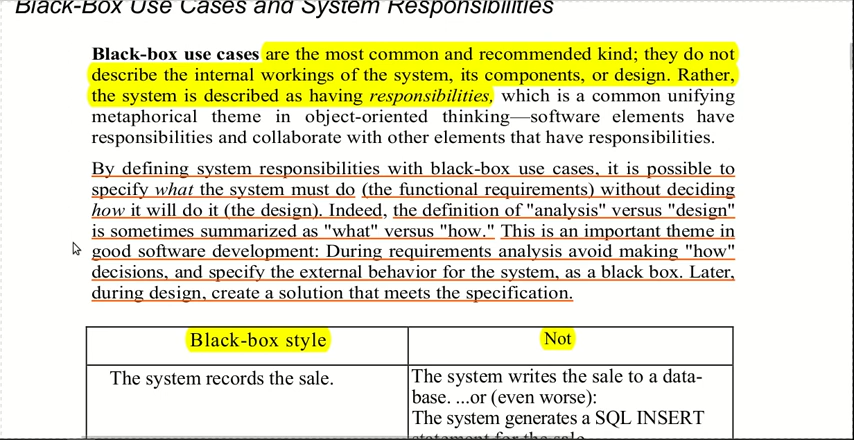 Black-Box Use Cases and System Responsibilities
Black-box use cases are the most common and recommended kind; they do not
describe the internal workings of the system, its components, or design. Rather,
the system is described as having responsibilities, which is a common unifying
metaphorical theme in object-oriented thinking—software elements have
responsibilities and collaborate with other elements that have responsibilities.
By defining system responsibilities with black-box use cases, it is possible to
specify what the system must do (the functional requirements) without deciding
how it will do it (the design). Indeed, the definition of "analysis" versus "design"
is sometimes summarized as "what" versus "how." This is an important theme in
good software development: During requirements analysis avoid making "how"
decisions, and specify the external behavior for the system, as a black box. Later,
during design, create a solution that meets the specification.
Black-box style
Not
The system records the sale.
The system writes the sale to a data-
base. ...or (even worse):
The system generates a SQL INSERT
statement for the sale